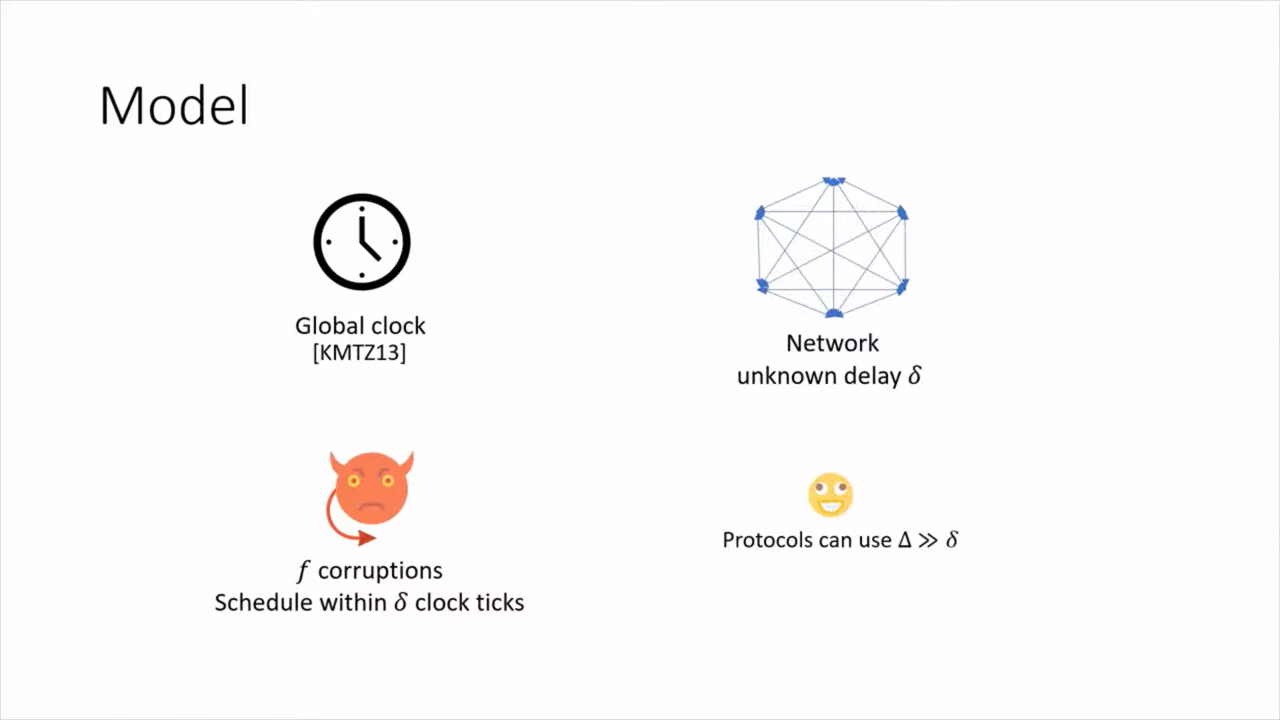 Model
Global clock
[KMTZ13]
Network
unknown delay 𝛿
𝑓 corruptions
Schedule within 𝛿 clock ticks
Protocols can use Δ ≫ 𝛿